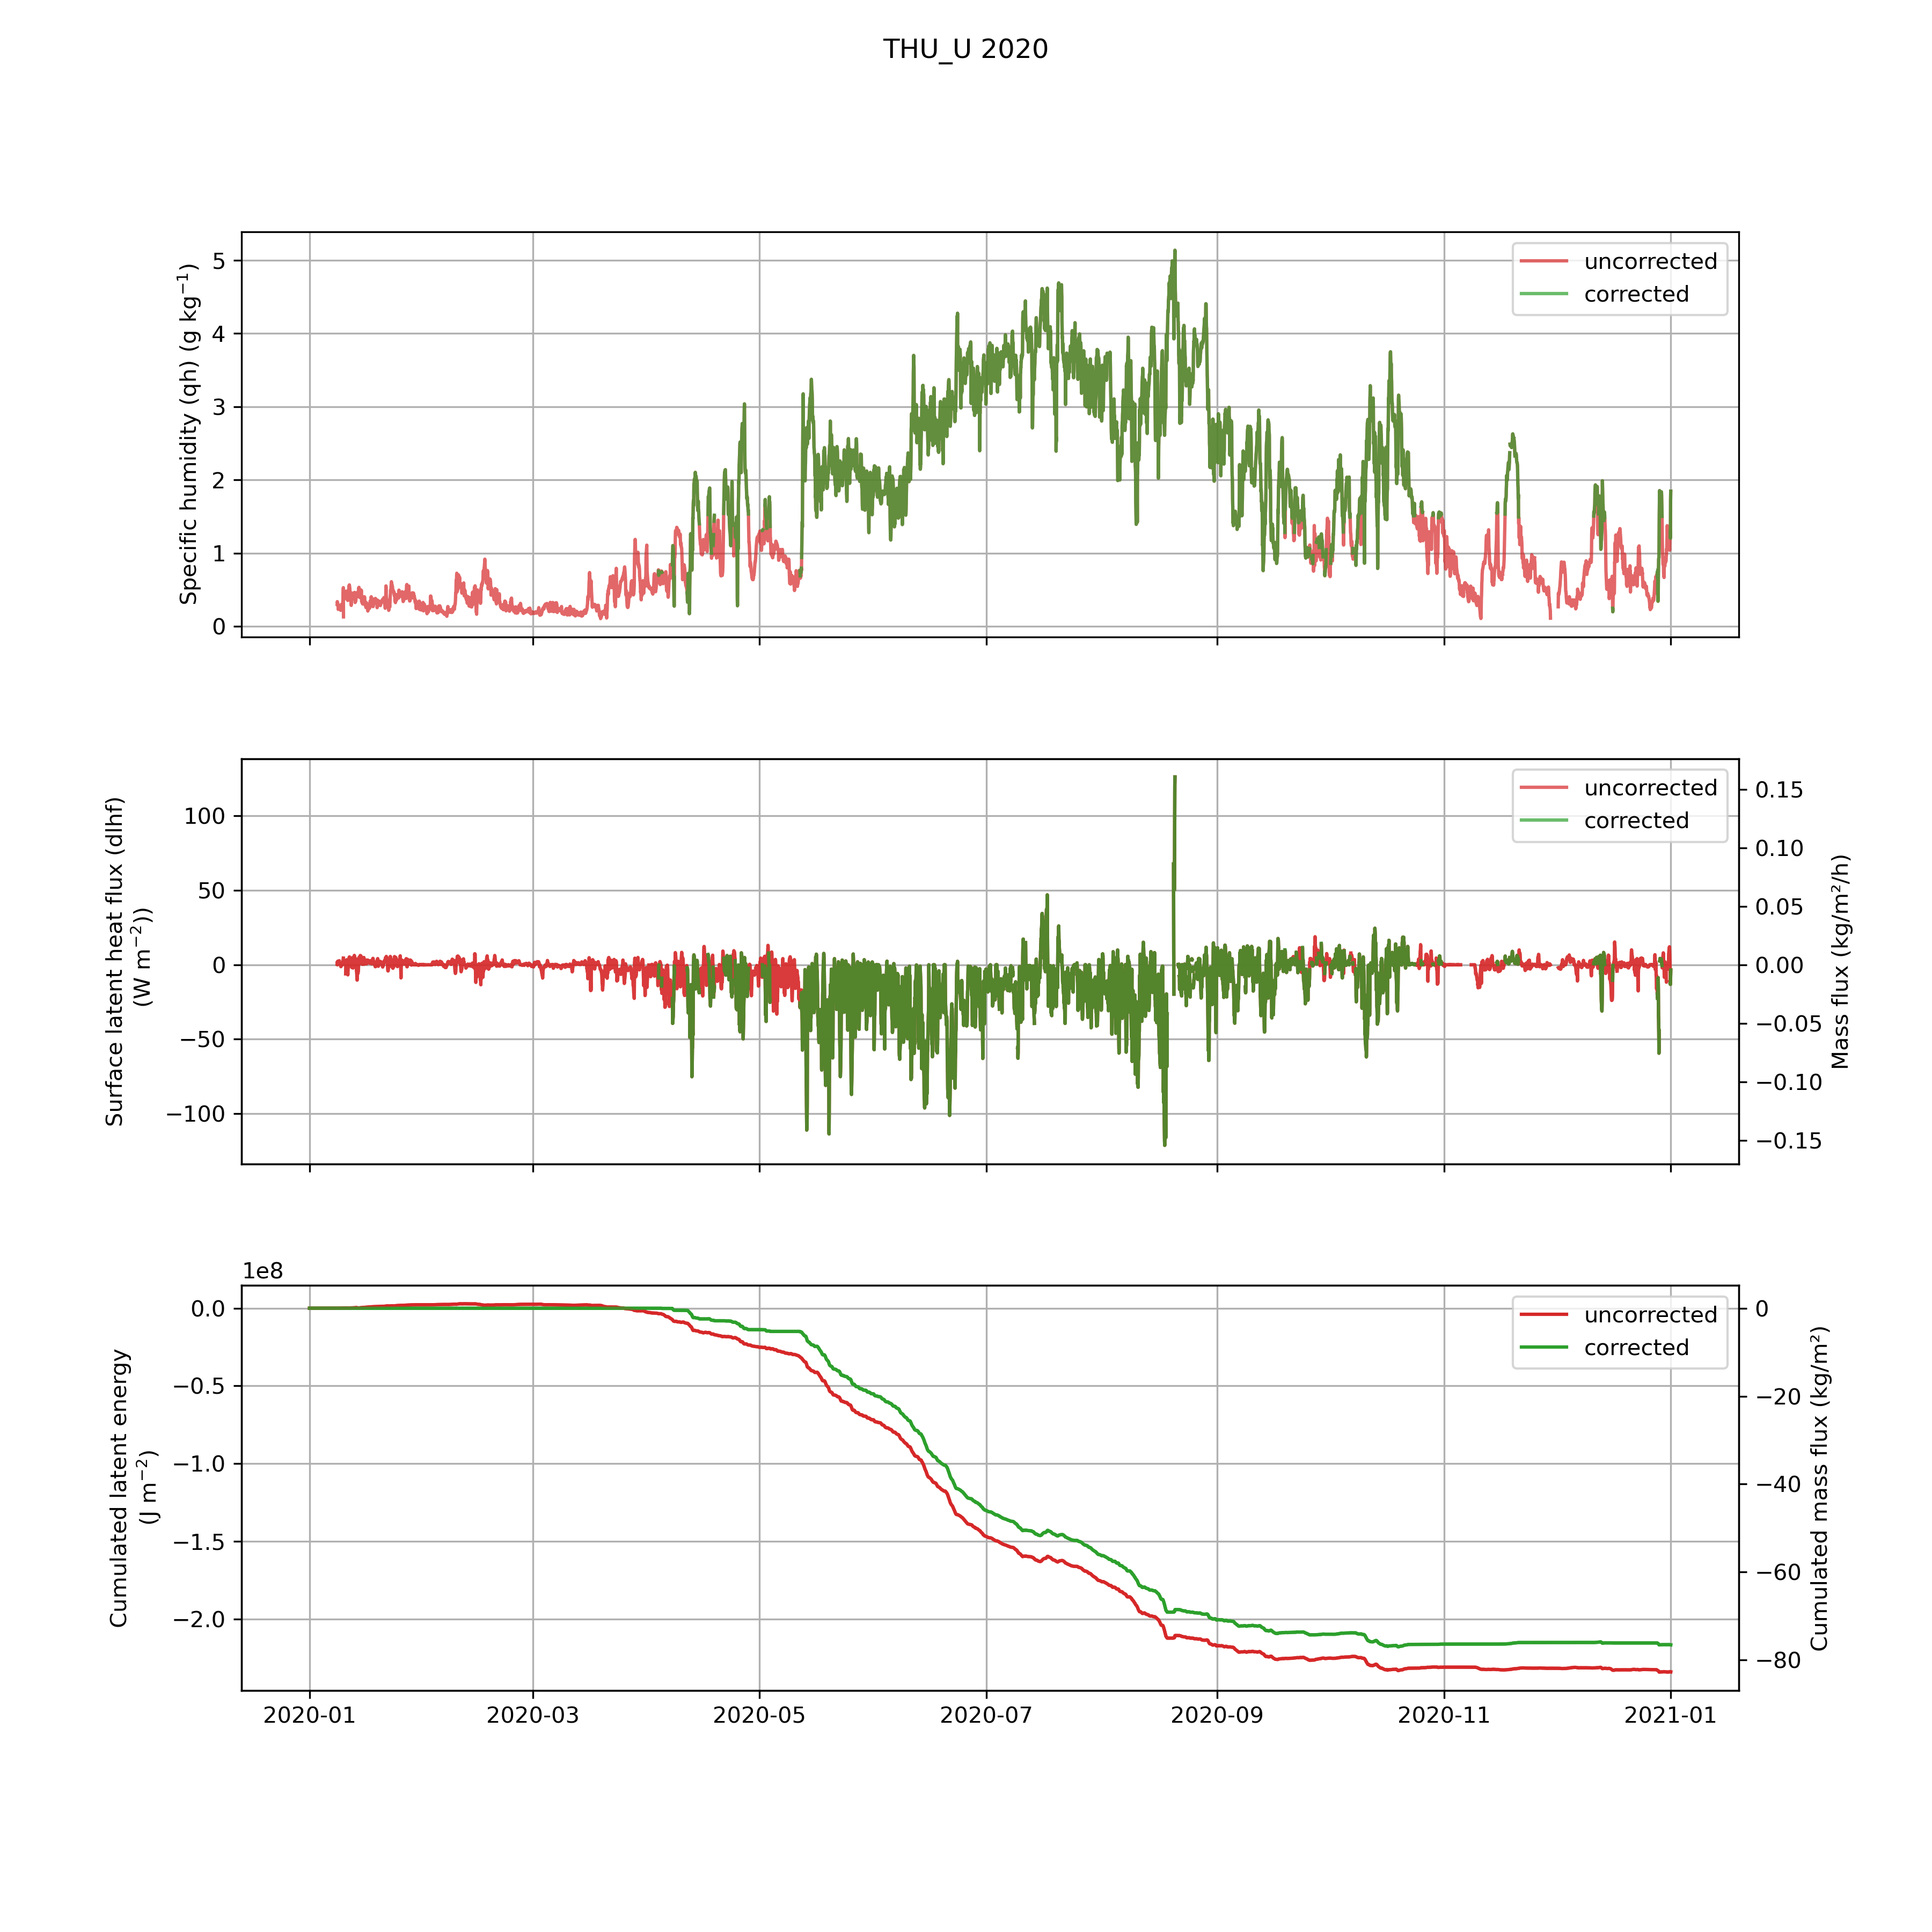 THU_U 2020
Specific humidity (qh) (g kg⁻¹)
5
4
3
2
1
0
uncorrected
corrected
Surface latent heat flux (dlhf)
(W m⁻²))
100
50
0
−50
−100
uncorrected
corrected
0.15
0.10
0.05
0.00
−0.05
−0.10
−0.15
Mass flux (kg/m²/h)
1e8
Cumulated latent energy
(J m⁻²)
0.0
−0.5
−1.0
−1.5
−2.0
uncorrected
corrected
0
−20
−40
−60
−80
Cumulated mass flux (kg/m²)
2020-01 2020-03 2020-05 2020-07 2020-09 2020-11 2021-01